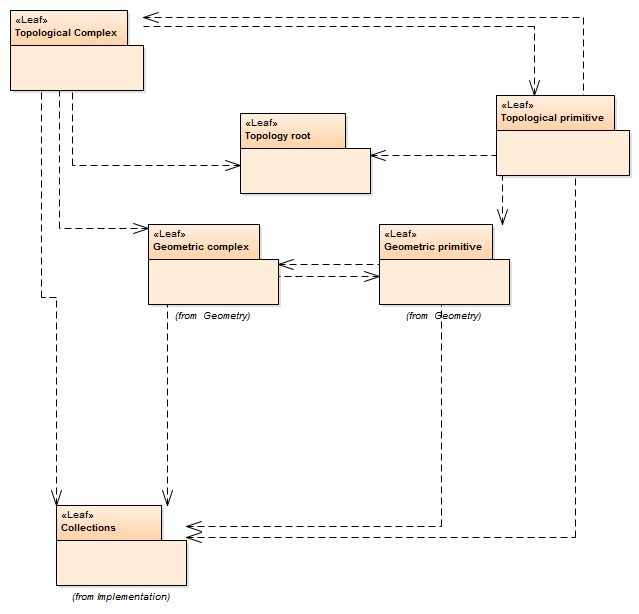 «Leaf»
Topological Complex
«Leaf»
Topological primitive
«Leaf»
Topology root
«Leaf»
Geometric complex
(from Geometry)
«Leaf»
Geometric primitive
(from Geometry)
«Leaf»
Collections
(from Implementation)